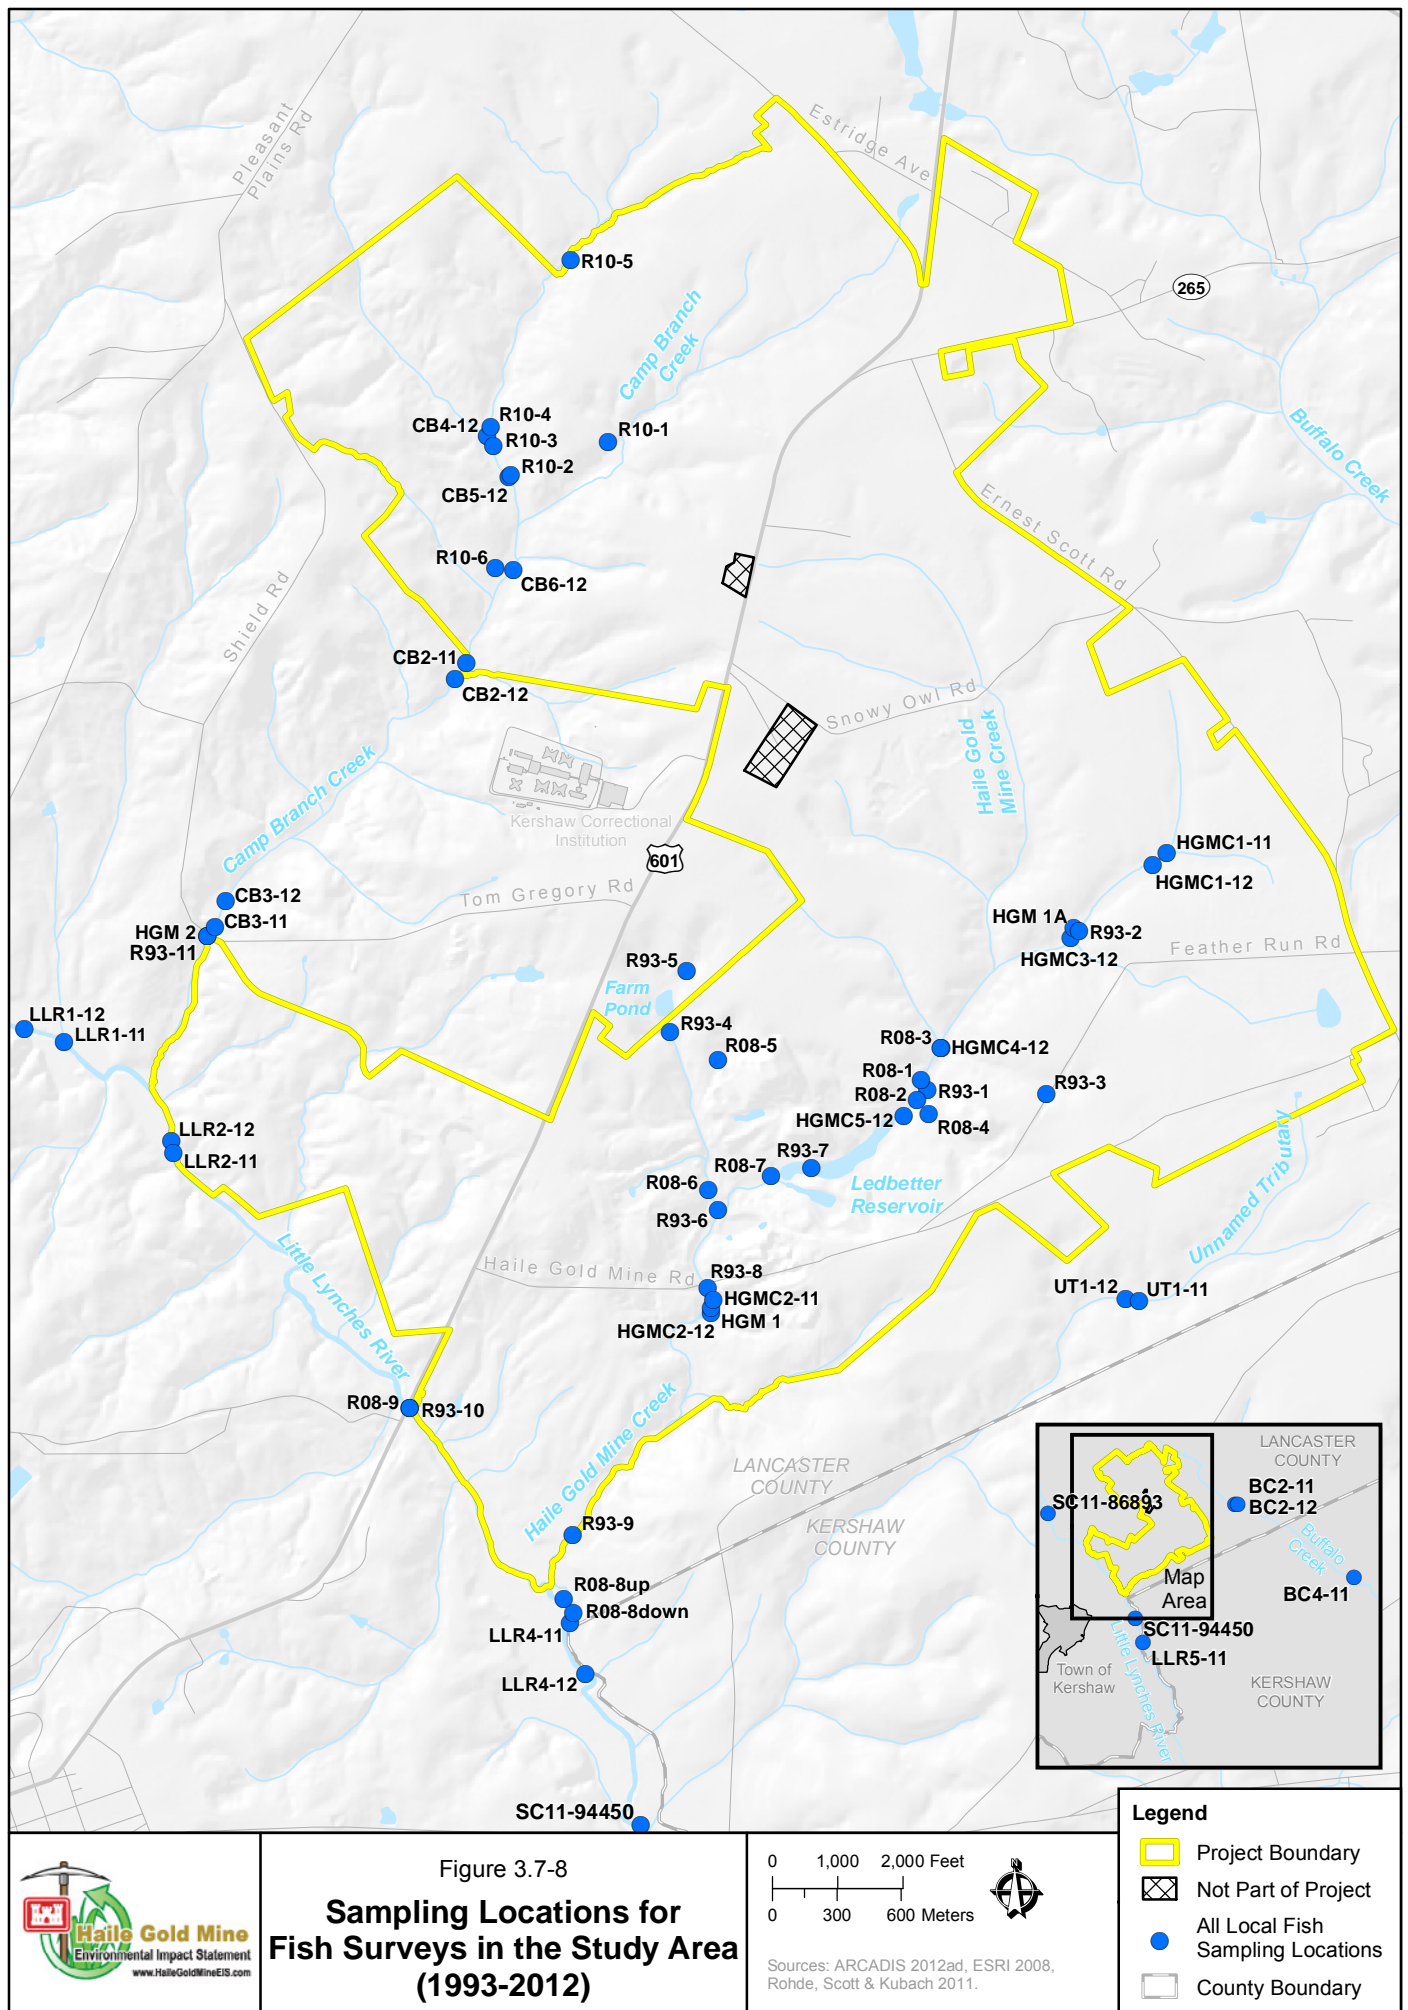 Pleasant
Plains Rd
Estridge Ave
265
R10-5
Camp Branch
Creek
R10-4
CB4-12
R10-3
R10-1
R10-2
CB5-12
Buffalo Creek
Ernest Scott Rd
R10-6
CB6-12
Shield Rd
CB2-11
CB2-12
Snowy Owl Rd
Haile Gold
Mine Creek
Camp Branch Creek
Kershaw Correctional
Institution
601
HGMC1-11
HGMC1-12
Tom Gregory Rd
CB3-12
CB3-11
HGM 2
R93-11
HGM 1A
R93-2
HGMC3-12
Feather Run Rd
R93-5
Farm
Pond
LLR1-12
LLR1-11
R93-4
R08-5
R08-3
HGMC4-12
R08-1
R93-1
R93-3
R08-2
HGMC5-12
R08-4
LLR2-12
LLR2-11
R93-7
R08-7
R08-6
R93-6
Ledbetter
Reservoir
Unnamed Tributary
Little Lynches River
Haile Gold Mine Rd
R93-8
HGMC2-11
HGM 1
HGMC2-12
UT1-12
UT1-11
R08-9
R93-10
Haile Gold Mine Creek
LANCASTER
COUNTY
KERSHAW
COUNTY
R93-9
R08-8up
R08-8down
LLR4-11
LLR4-12
SC11-94450
LANCASTER
COUNTY
BC2-11
BC2-12
SC11-86893
Buffalo
Creek
Map
Area
BC4-11
SC11-94450
LLR5-11
Town of
Kershaw
Little Lynches River
KERSHAW
COUNTY
Legend
Project Boundary
Not Part of Project
All Local Fish
Sampling Locations
County Boundary
Haile Gold Mine
Environmental Impact Statement
www.HaileGoldMineEIS.com
Figure 3.7-8
Sampling Locations for
Fish Surveys in the Study Area
(1993-2012)
0 1,000 2,000 Feet
0 300 600 Meters
N
Sources: ARCADIS 2012ad, ESRI 2008,
Rohde, Scott & Kubach 2011.